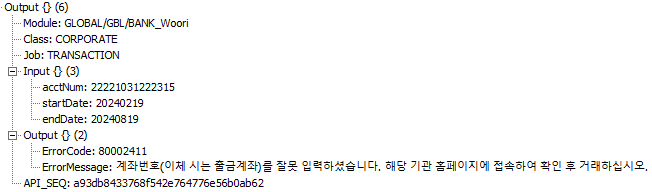 Output {} (6)
Module: GLOBAL/GBL/BANK_Woori
Class: CORPORATE
Job: TRANSACTION
Input {} (3)
acctNum: 22221031222315
startDate: 20240219
endDate: 20240819
Output {} (2)
ErrorCode: 80002411
ErrorMessage: 계좌번호(이체 시는 출금계좌)를 잘못 입력하셨습니다. 해당 기관 홈페이지에 접속하여 확인 후 거래하십시오.
API_SEQ: a93db8433768f542e764776e56b0ab62